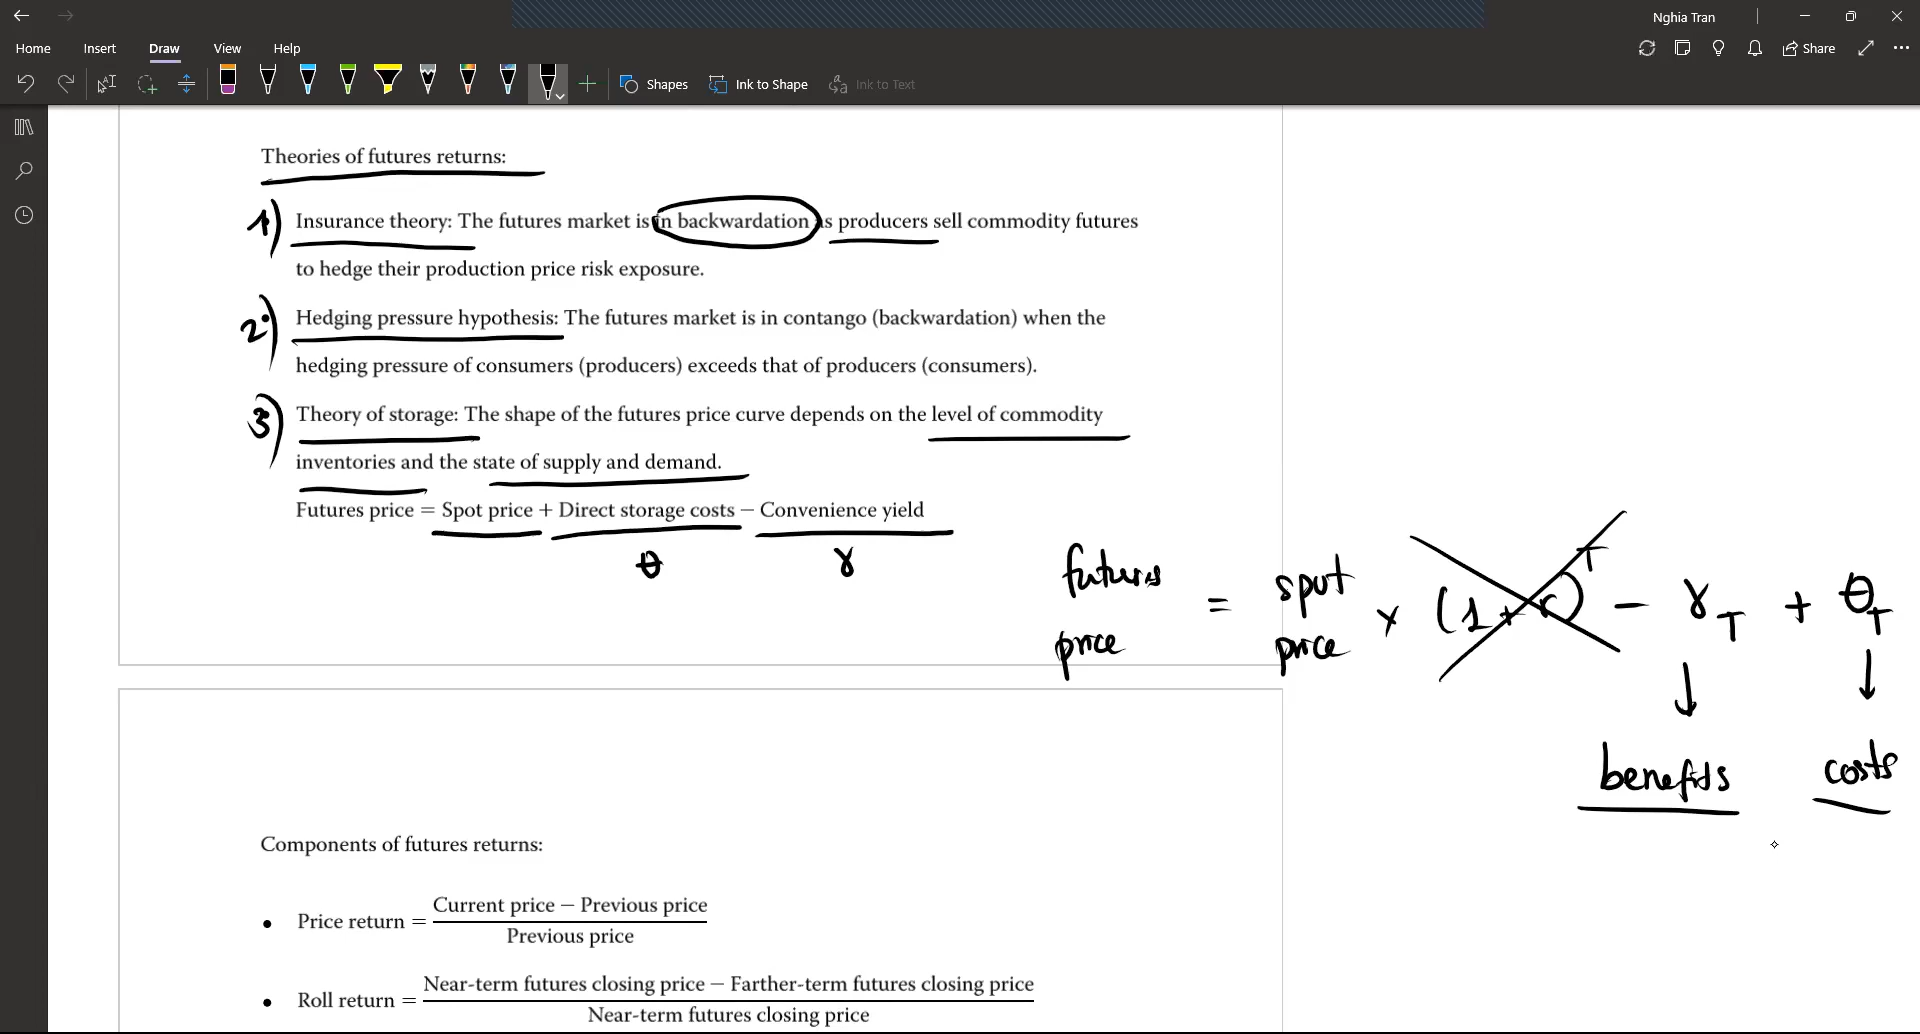 Nghia Tran
Home Insert Draw View Help
Share
Shapes Ink to Shape Ink to Text
Theories of futures returns:
1) Insurance theory: The futures market is in backwardation as producers sell commodity futures
to hedge their production price risk exposure.
2) Hedging pressure hypothesis: The futures market is in contango (backwardation) when the
hedging pressure of consumers (producers) exceeds that of producers (consumers).
3) Theory of storage: The shape of the futures price curve depends on the level of commodity
inventories and the state of supply and demand.
Futures price = Spot price + Direct storage costs − Convenience yield
θ γ
futures price = spot price × (1 + r)^T − γ_T + θ_T
↓ ↓
benefits costs
Components of futures returns:
• Price return = Current price − Previous price
Previous price
• Roll return = Near-term futures closing price − Farther-term futures closing price
Near-term futures closing price